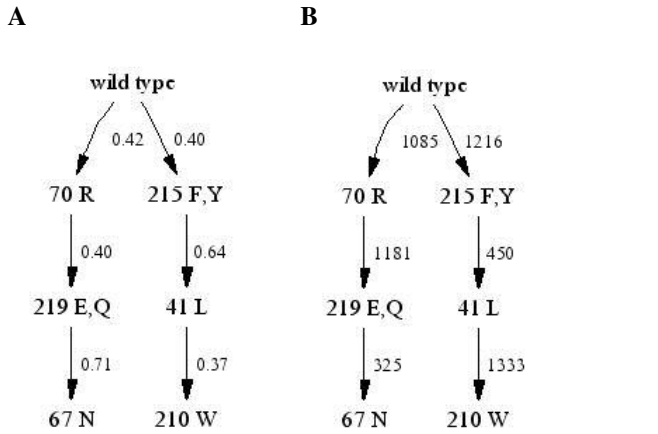 A
B
wild type
wild type
0.42
0.40
1085
1216
70 R
215 F,Y
70 R
215 F,Y
0.40
0.64
1181
450
219 E,Q
41 L
219 E,Q
41 L
0.71
0.37
325
1333
67 N
210 W
67 N
210 W